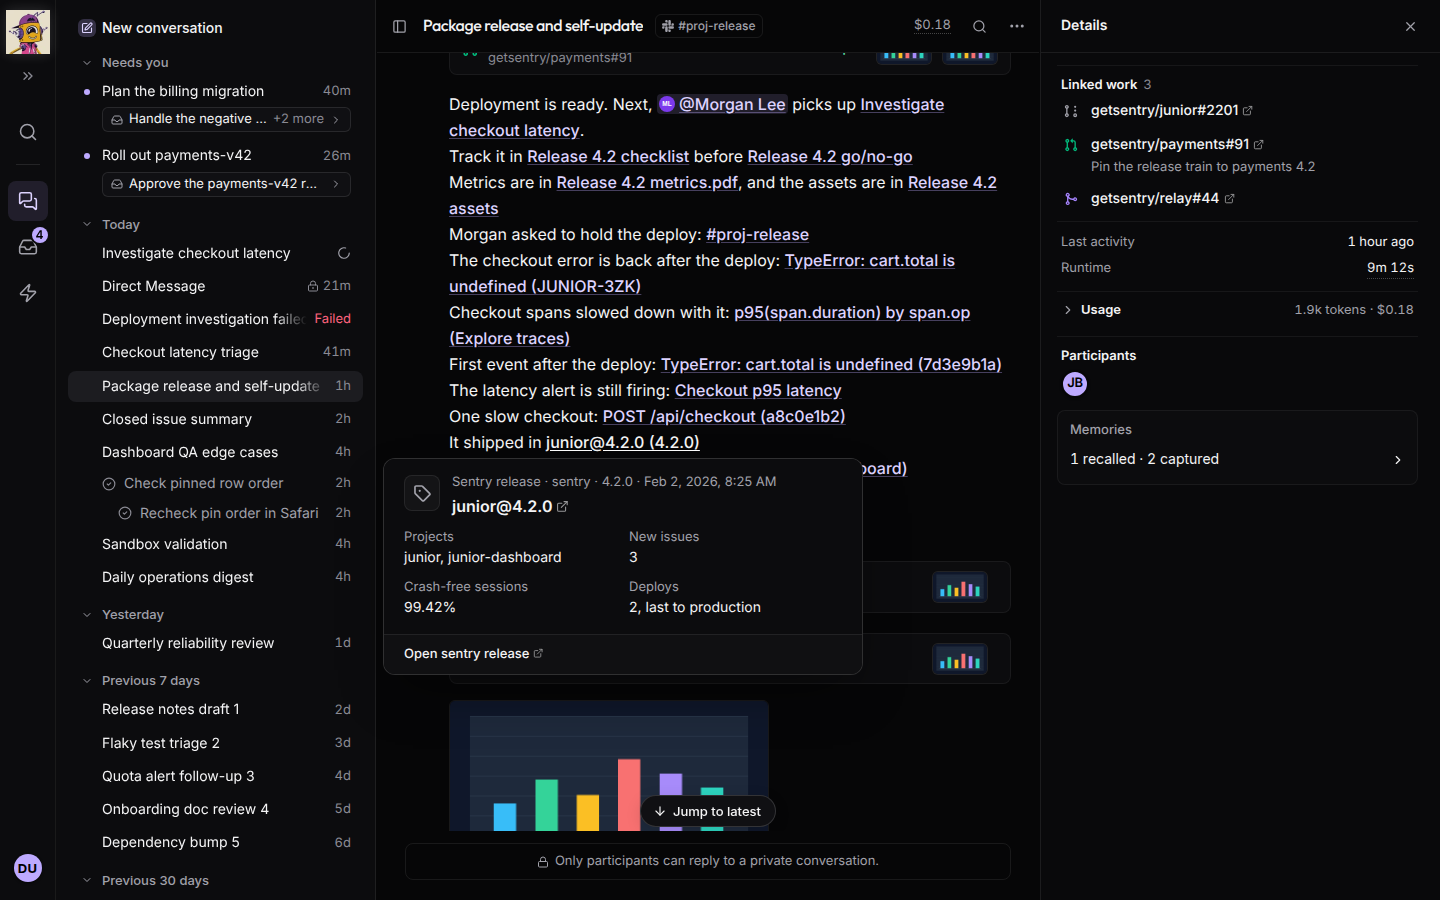 New conversation
Needs you
Plan the billing migration 40m
Handle the negative ... +2 more
Roll out payments-v42 26m
Approve the payments-v42 r...
Today
Investigate checkout latency
Direct Message 21m
Deployment investigation failed Failed
Checkout latency triage 41m
Package release and self-update 1h
Closed issue summary 2h
Dashboard QA edge cases 4h
Check pinned row order 2h
Recheck pin order in Safari 2h
Sandbox validation 4h
Daily operations digest 4h
Yesterday
Quarterly reliability review 1d
Previous 7 days
Release notes draft 1 2d
Flaky test triage 2 3d
Quota alert follow-up 3 4d
Onboarding doc review 4 5d
Dependency bump 5 6d
Previous 30 days
4
DU
Package release and self-update #proj-release $0.18
getsentry/payments#91
Deployment is ready. Next, ML @Morgan Lee picks up Investigate
checkout latency.
Track it in Release 4.2 checklist before Release 4.2 go/no-go
Metrics are in Release 4.2 metrics.pdf, and the assets are in Release 4.2
assets
Morgan asked to hold the deploy: #proj-release
The checkout error is back after the deploy: TypeError: cart.total is
undefined (JUNIOR-3ZK)
Checkout spans slowed down with it: p95(span.duration) by span.op
(Explore traces)
First event after the deploy: TypeError: cart.total is undefined (7d3e9b1a)
The latency alert is still firing: Checkout p95 latency
One slow checkout: POST /api/checkout (a8c0e1b2)
It shipped in junior@4.2.0 (4.2.0)
board)
Sentry release · sentry · 4.2.0 · Feb 2, 2026, 8:25 AM
junior@4.2.0
Projects New issues
junior, junior-dashboard 3
Crash-free sessions Deploys
99.42% 2, last to production
Open sentry release
Jump to latest
Only participants can reply to a private conversation.
Details
Linked work 3
getsentry/junior#2201
getsentry/payments#91
Pin the release train to payments 4.2
getsentry/relay#44
Last activity 1 hour ago
Runtime 9m 12s
Usage 1.9k tokens · $0.18
Participants
JB
Memories
1 recalled · 2 captured